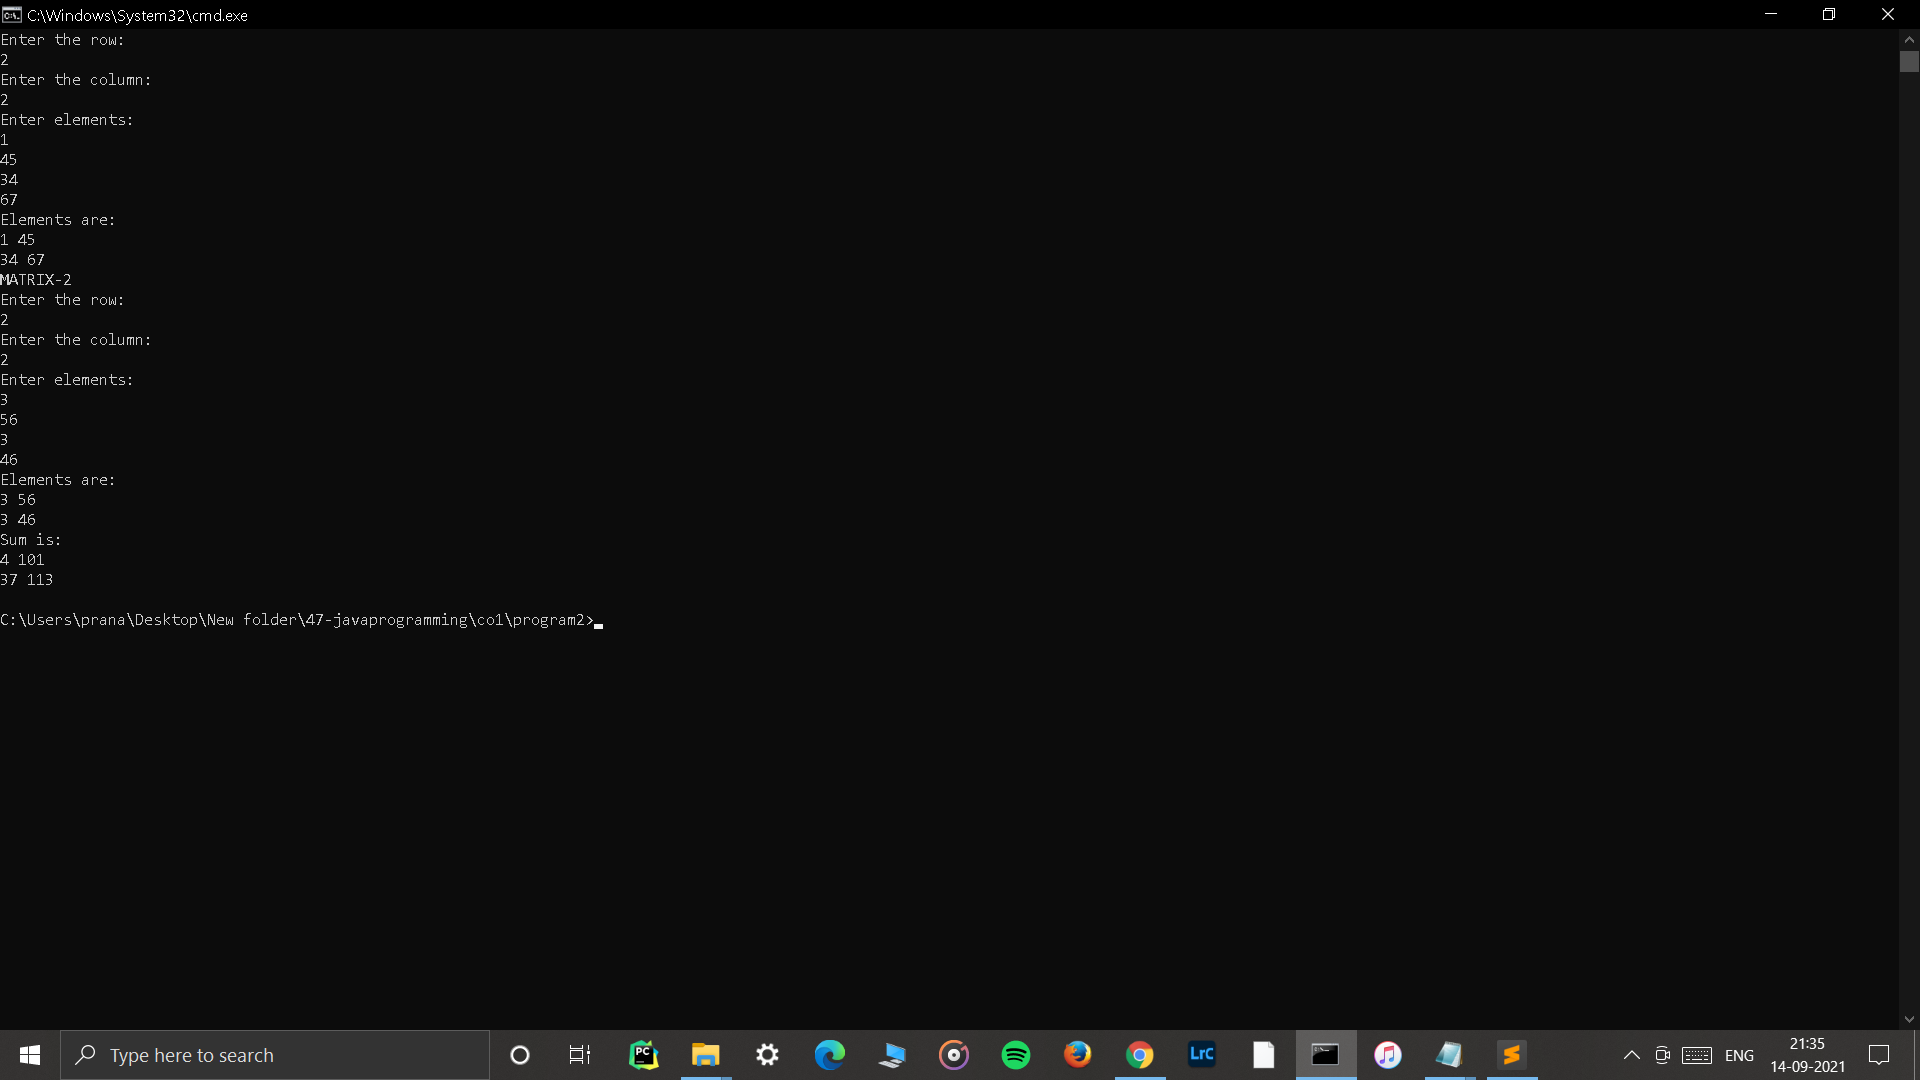 C:\Windows\System32\cmd.exe
Enter the row:
2
Enter the column:
2
Enter elements:
1
45
34
67
Elements are:
1 45
34 67
MATRIX-2
Enter the row:
2
Enter the column:
2
Enter elements:
3
56
3
46
Elements are:
3 56
3 46
Sum is:
4 101
37 113
C:\Users\prana\Desktop\New folder\47-javaprogramming\co1\program2>
Type here to search
PC
LrC
ENG
21:35
14-09-2021